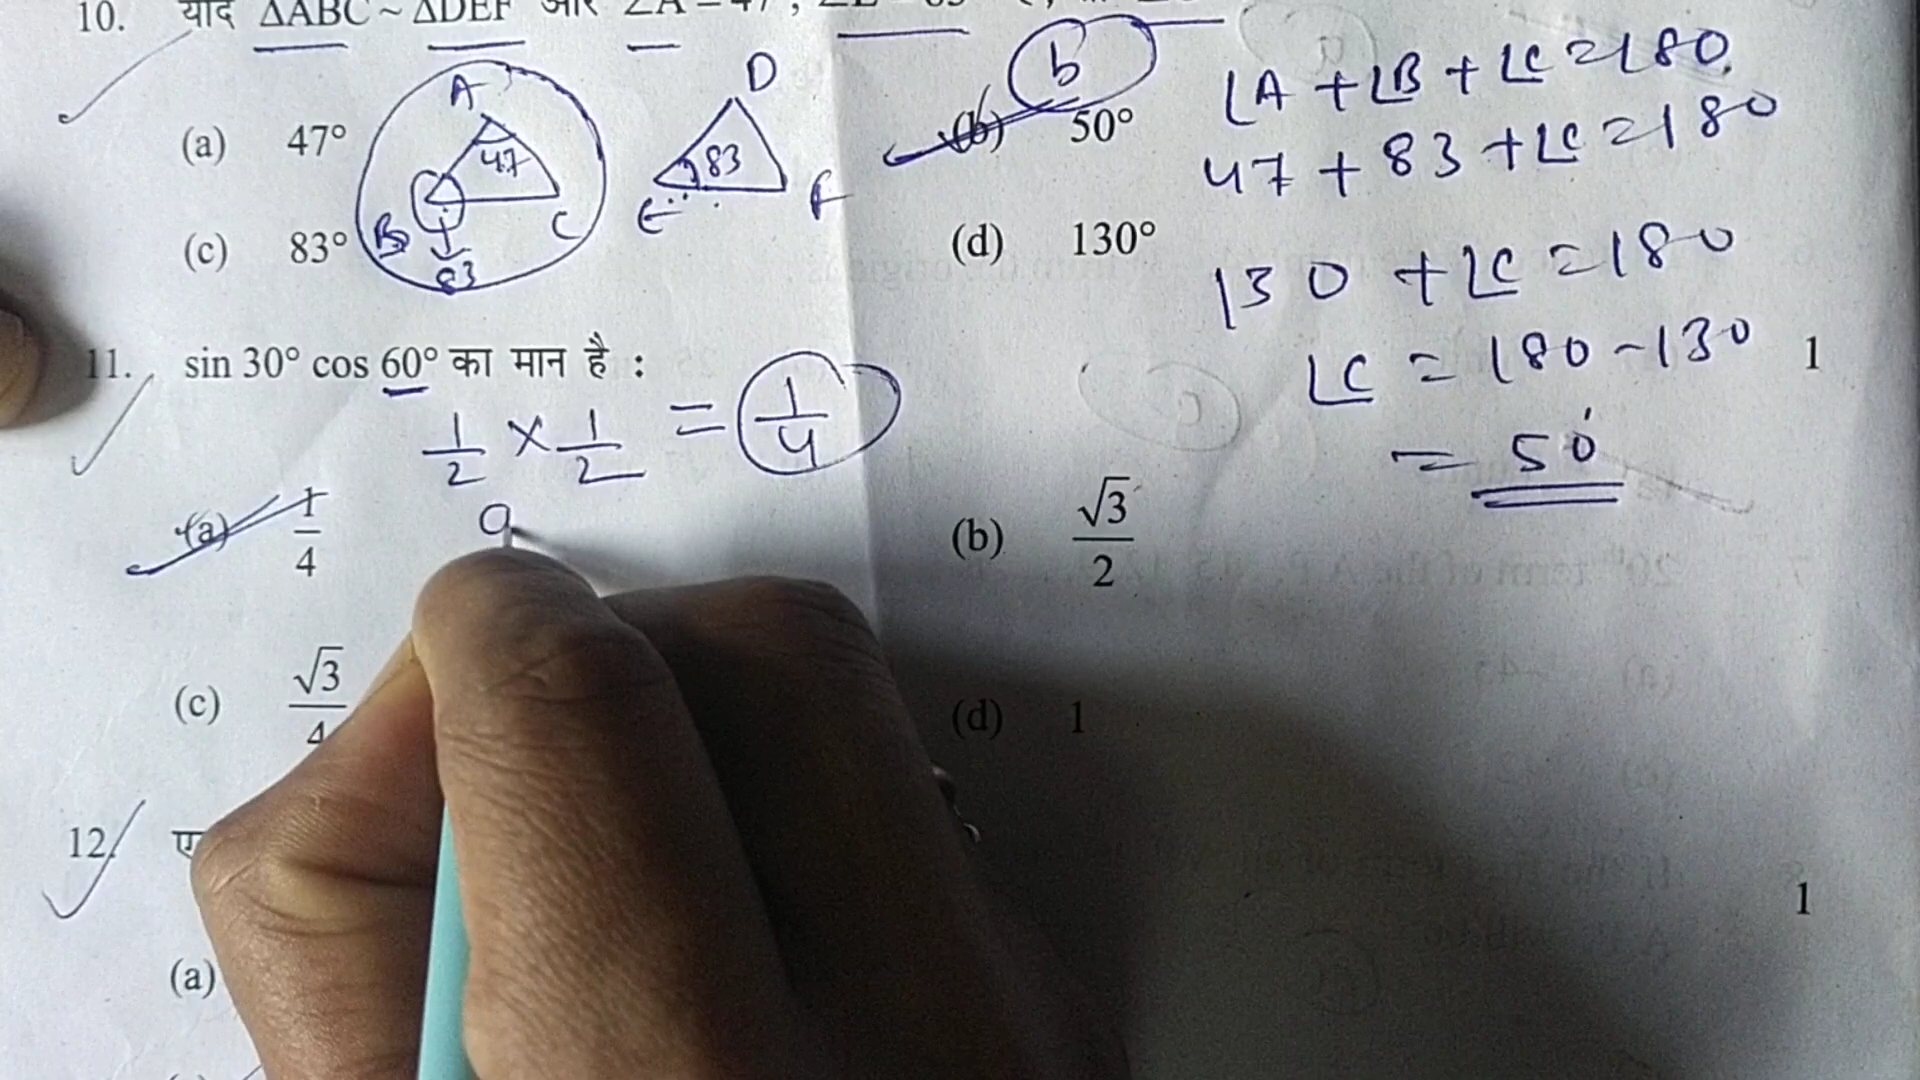 10. यदि ΔABC ~ ΔDEF और ∠A = 47°,
(a) 47°
(b) 50°
(c) 83°
(d) 130°
A
47
B
C
83
D
83
E
F
b
∠A + ∠B + ∠C = 180
47 + 83 + ∠C = 180
130 + ∠C = 180
∠C = 180 - 130
= 50
11. sin 30° cos 60° का मान है : 1
1/2 × 1/2 = 1/4
a
(a) 1/4
(b) √3/2
(c) √3/4
(d) 1
12.
1
(a)